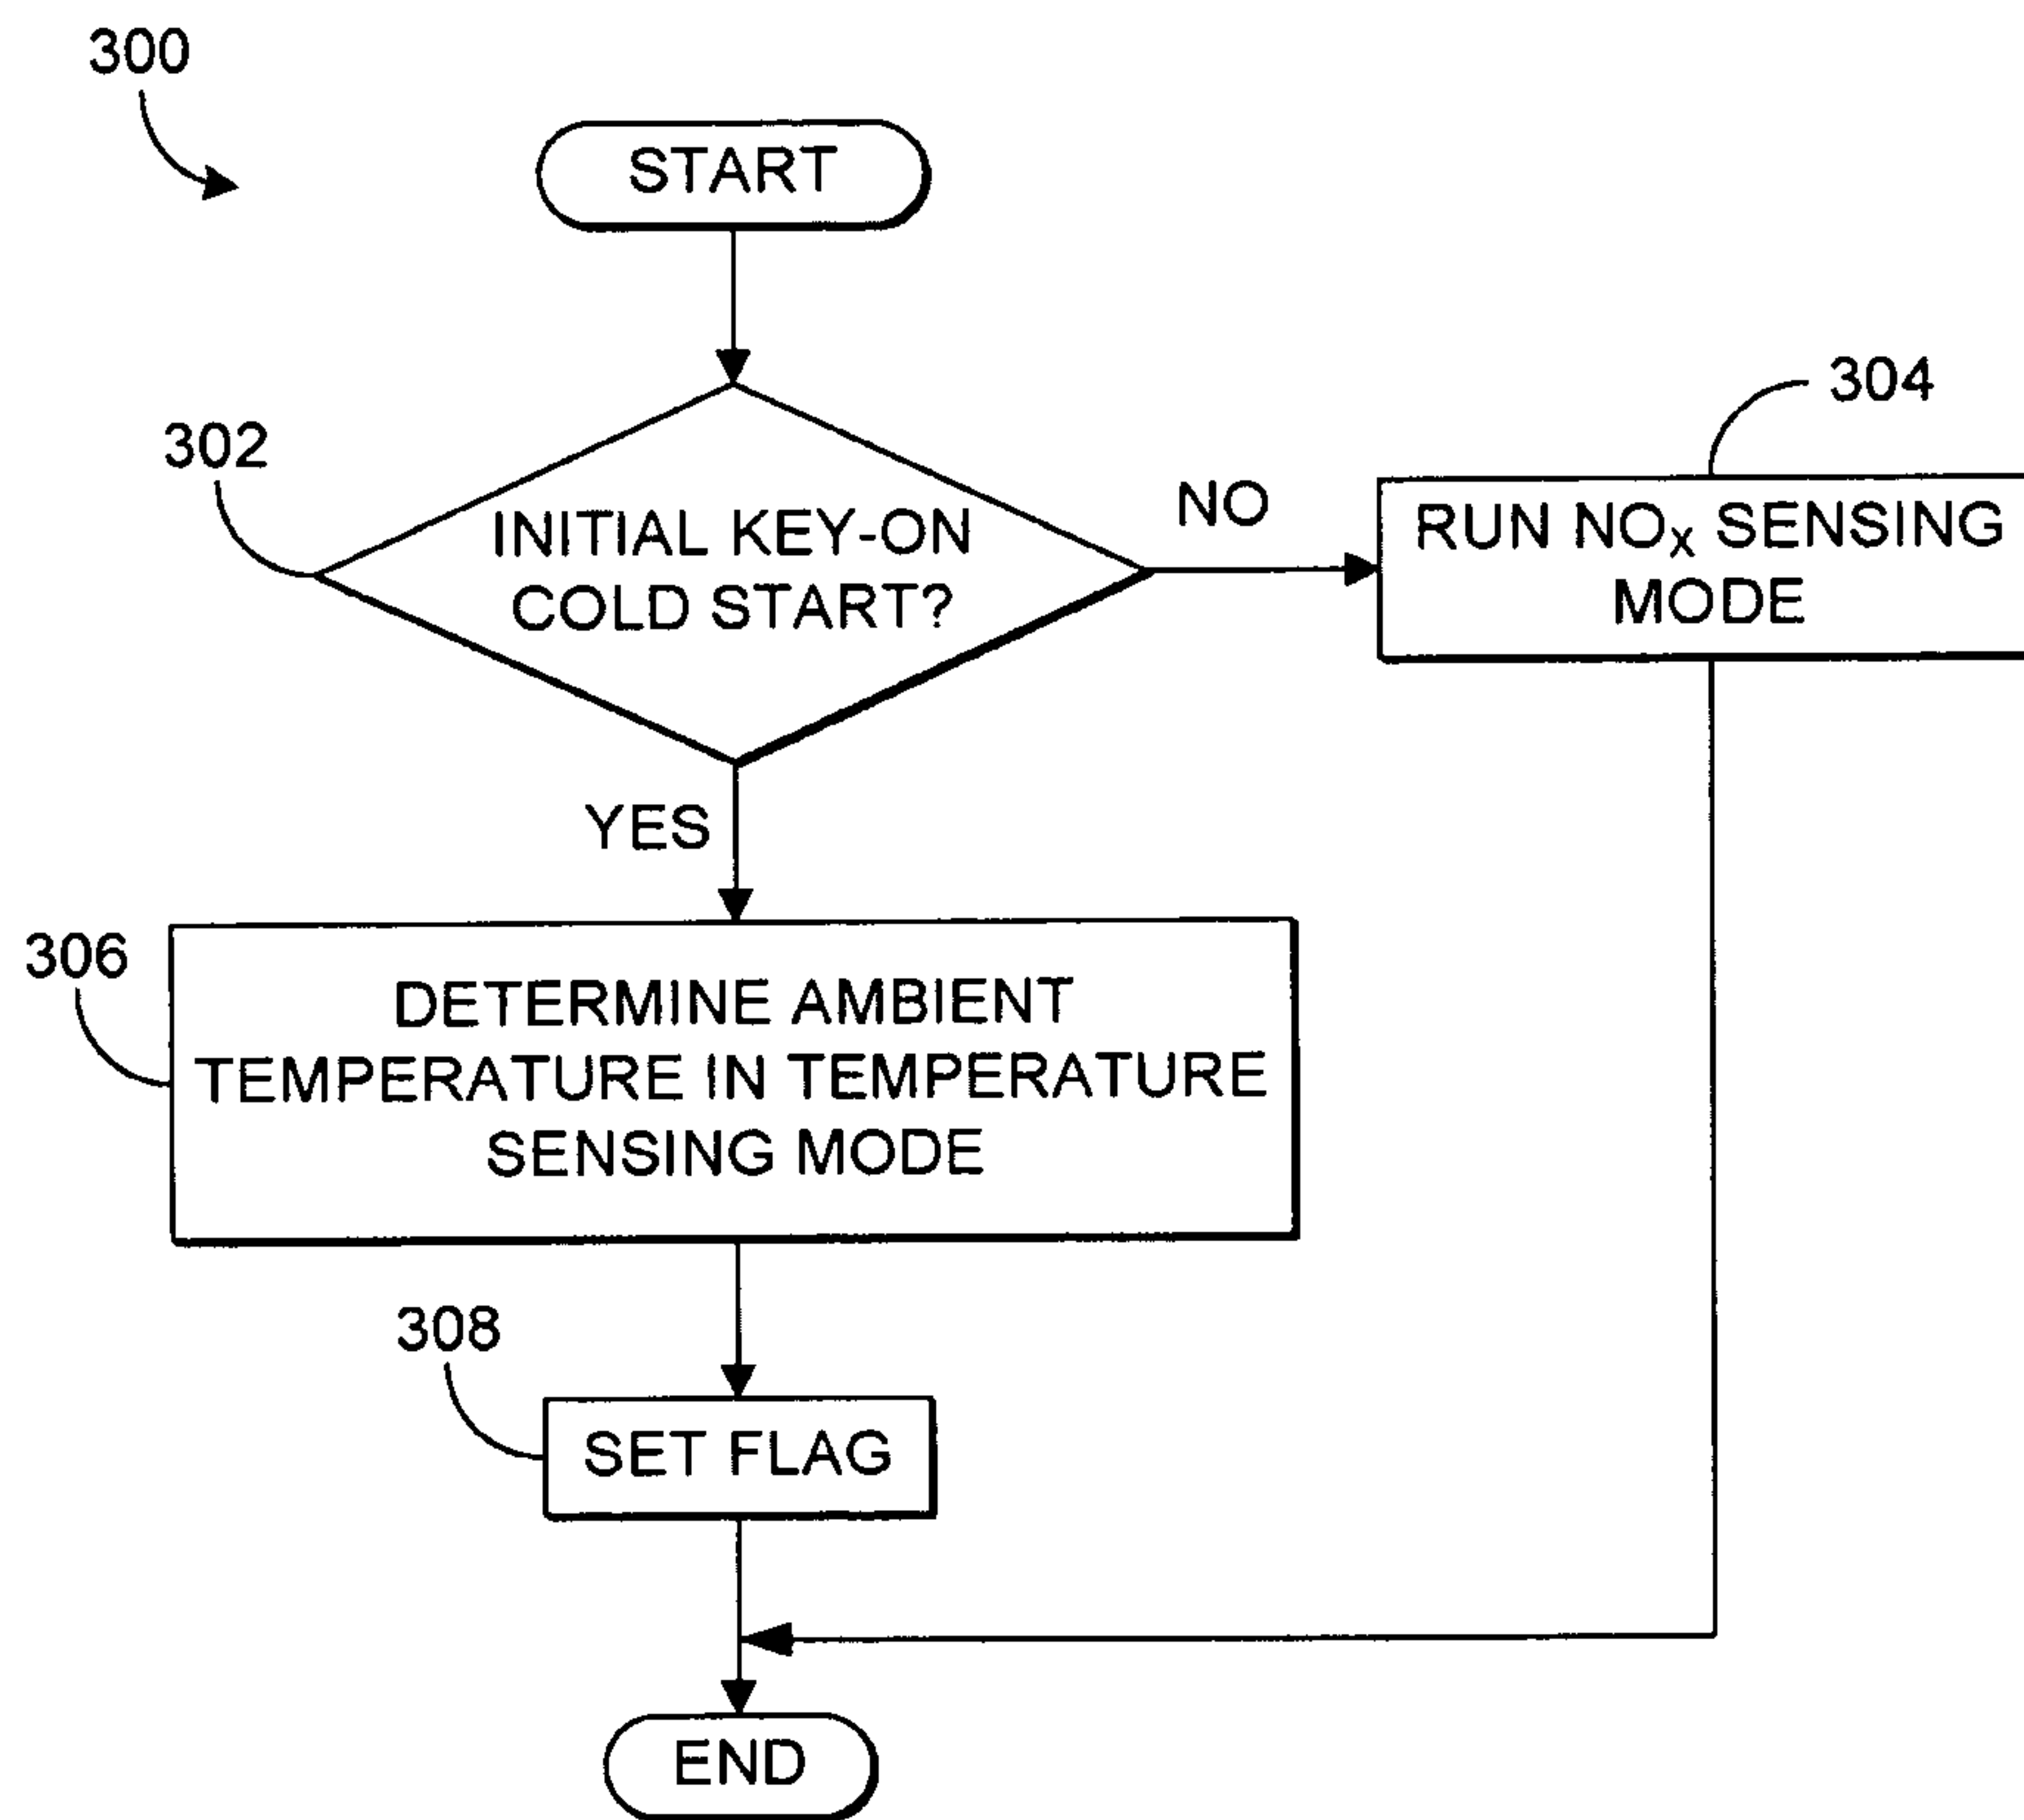 300
START
302
INITIAL KEY-ON
COLD START?
NO
304
RUN NOₓ SENSING
MODE
YES
306
DETERMINE AMBIENT
TEMPERATURE IN TEMPERATURE
SENSING MODE
308
SET FLAG
END